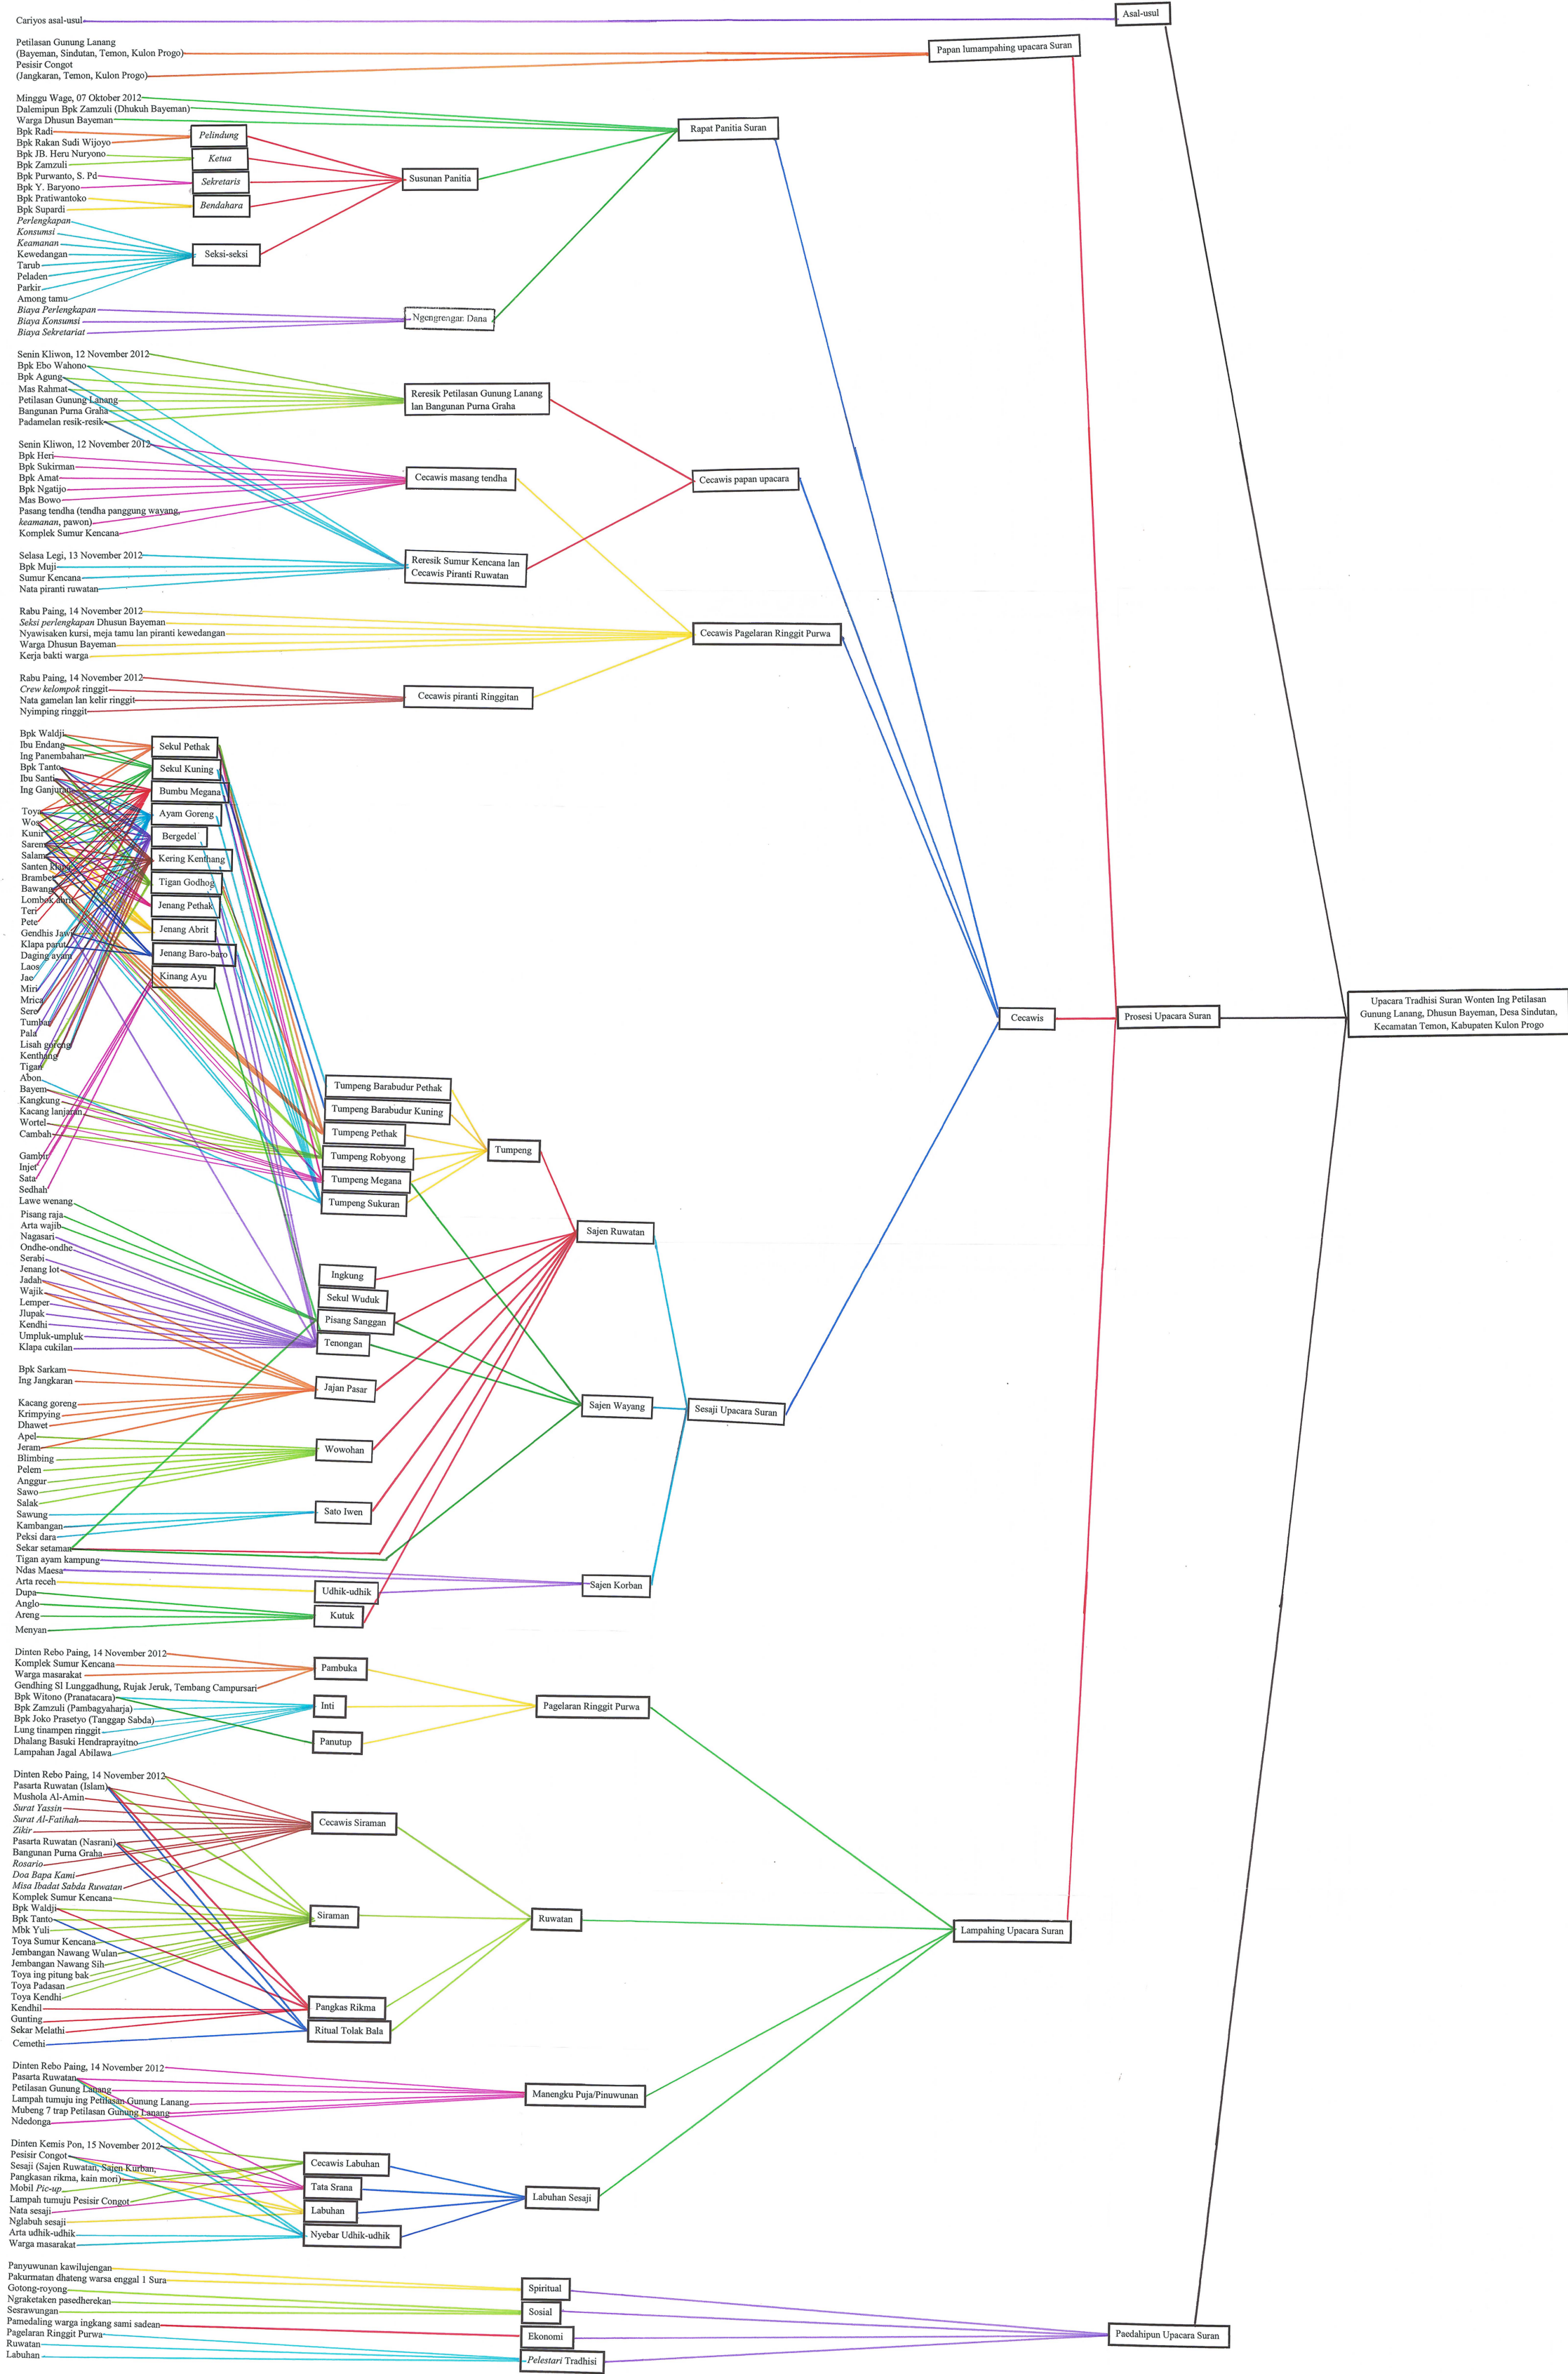 Cariyos asal-usul
Asal-usul
Petilasan Gunung Lanang
(Bayeman, Sindutan, Temon, Kulon Progo)
Pesisir Congot
(Jangkaran, Temon, Kulon Progo)
Papan lumampahing upacara Suran
Minggu Wage, 07 Oktober 2012
Dalemipun Bpk Zamzuli (Dhukuh Bayeman)
Warga Dhusun Bayeman
Bpk Radi
Bpk Rakan Sudi Wijoyo
Bpk JB. Heru Nuryono
Bpk Zamzuli
Bpk Purwanto, S. Pd
Bpk Y. Baryono
Bpk Pratiwantoko
Bpk Supardi
Perlengkapan
Konsumsi
Keamanan
Kewedangan
Tarub
Peladen
Parkir
Among tamu
Biaya Perlengkapan
Biaya Konsumsi
Biaya Sekretariat
Pelindung
Ketua
Sekretaris
Bendahara
Seksi-seksi
Susunan Panitia
Ngengrengan Dana
Rapat Panitia Suran
Senin Kliwon, 12 November 2012
Bpk Ebo Wahono
Bpk Agung
Mas Rahmat
Petilasan Gunung Lanang
Bangunan Purna Graha
Padamelan resik-resik
Reresik Petilasan Gunung Lanang
lan Bangunan Purna Graha
Senin Kliwon, 12 November 2012
Bpk Heri
Bpk Sukirman
Bpk Amat
Bpk Ngatijo
Mas Bowo
Pasang tendha (tendha panggung wayang,
keamanan, pawon)
Komplek Sumur Kencana
Cecawis masang tendha
Cecawis papan upacara
Selasa Legi, 13 November 2012
Bpk Muji
Sumur Kencana
Nata piranti ruwatan
Reresik Sumur Kencana lan
Cecawis Piranti Ruwatan
Rabu Paing, 14 November 2012
Seksi perlengkapan Dhusun Bayeman
Nyawisaken kursi, meja tamu lan piranti kewedangan
Warga Dhusun Bayeman
Kerja bakti warga
Cecawis Pagelaran Ringgit Purwa
Rabu Paing, 14 November 2012
Crew kelompok ringgit
Nata gamelan lan kelir ringgit
Nyimping ringgit
Cecawis piranti Ringgitan
Bpk Waldji
Ibu Endang
Ing Panembahan
Bpk Tanto
Ibu Santi
Ing Ganjuran
Toya
Wos
Kunir
Sarem
Salam
Santen klapa
Brambet
Bawang
Lombok abrit
Teri
Pete
Gendhis Jawi
Klapa parut
Daging ayam
Laos
Jae
Miri
Mrica
Sere
Tumbar
Pala
Lisah goreng
Kenthang
Tigan
Abon
Bayem
Kangkung
Kacang lanjaran
Wortel
Cambah
Gambir
Injet
Sata
Sedhah
Lawe wenang
Pisang raja
Arta wajib
Nagasari
Ondhe-ondhe
Serabi
Jenang lot
Jadah
Wajik
Lemper
Jlupak
Kendhi
Umpluk-umpluk
Klapa cukilan
Bpk Sarkam
Ing Jangkaran
Kacang goreng
Krimpying
Dhawet
Apel
Jeram
Blimbing
Pelem
Anggur
Sawo
Salak
Sawung
Kambangan
Peksi dara
Sekar setaman
Tigan ayam kampung
Ndas Maesa
Arta receh
Dupa
Anglo
Areng
Menyan
Sekul Pethak
Sekul Kuning
Bumbu Megana
Ayam Goreng
Bergedel
Kering Kenthang
Tigan Godhog
Jenang Pethak
Jenang Abrit
Jenang Baro-baro
Kinang Ayu
Tumpeng Barabudur Pethak
Tumpeng Barabudur Kuning
Tumpeng Pethak
Tumpeng Robyong
Tumpeng Megana
Tumpeng Sukuran
Tumpeng
Ingkung
Sekul Wuduk
Pisang Sanggan
Tenongan
Jajan Pasar
Wowohan
Sato Iwen
Udhik-udhik
Kutuk
Sajen Ruwatan
Sajen Wayang
Sajen Korban
Sesaji Upacara Suran
Cecawis
Prosesi Upacara Suran
Upacara Tradhisi Suran Wonten Ing Petilasan
Gunung Lanang, Dhusun Bayeman, Desa Sindutan,
Kecamatan Temon, Kabupaten Kulon Progo
Dinten Rebo Paing, 14 November 2012
Komplek Sumur Kencana
Warga masarakat
Gendhing SI Lunggadhung, Rujak Jeruk, Tembang Campursari
Bpk Witono (Pranatacara)
Bpk Zamzuli (Pambagyaharja)
Bpk Joko Prasetyo (Tanggap Sabda)
Lung tinampen ringgit
Dhalang Basuki Hendraprayitno
Lampahan Jagal Abilawa
Pambuka
Inti
Panutup
Pagelaran Ringgit Purwa
Dinten Rebo Paing, 14 November 2012
Pasarta Ruwatan (Islam)
Mushola Al-Amin
Surat Yassin
Surat Al-Fatihah
Zikir
Pasarta Ruwatan (Nasrani)
Bangunan Purna Graha
Rosario
Doa Bapa Kami
Misa Ibadat Sabda Ruwatan
Komplek Sumur Kencana
Bpk Waldji
Bpk Tanto
Mbk Yuli
Toya Sumur Kencana
Jembangan Nawang Wulan
Jembangan Nawang Sih
Toya ing pitung bak
Toya Padasan
Toya Kendhi
Kendhil
Gunting
Sekar Melathi
Cemethi
Cecawis Siraman
Siraman
Pangkas Rikma
Ritual Tolak Bala
Ruwatan
Lampahing Upacara Suran
Dinten Rebo Paing, 14 November 2012
Pasarta Ruwatan
Petilasan Gunung Lanang
Lampah tumuju ing Petilasan Gunung Lanang
Mubeng 7 trap Petilasan Gunung Lanang
Ndedonga
Manengku Puja/Pinuwunan
Dinten Kemis Pon, 15 November 2012
Pesisir Congot
Sesaji (Sajen Ruwatan, Sajen Kurban,
Pangkasan rikma, kain mori)
Mobil Pic-up
Lampah tumuju Pesisir Congot
Nata sesaji
Nglabuh sesaji
Arta udhik-udhik
Warga masarakat
Cecawis Labuhan
Tata Srana
Labuhan
Nyebar Udhik-udhik
Labuhan Sesaji
Panyuwunan kawilujengan
Pakurmatan dhateng warsa enggal 1 Sura
Gotong-royong
Ngraketaken pasedherekan
Sesrawungan
Pamedaling warga ingkang sami sadean
Pagelaran Ringgit Purwa
Ruwatan
Labuhan
Spiritual
Sosial
Ekonomi
Pelestari Tradhisi
Paedahipun Upacara Suran